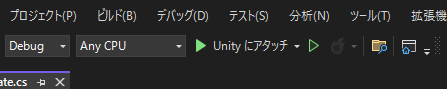 プロジェクト(P) ビルド(B) デバッグ(D) テスト(S) 分析(N) ツール(T) 拡張機
Debug Any CPU Unity にアタッチ
ate.cs